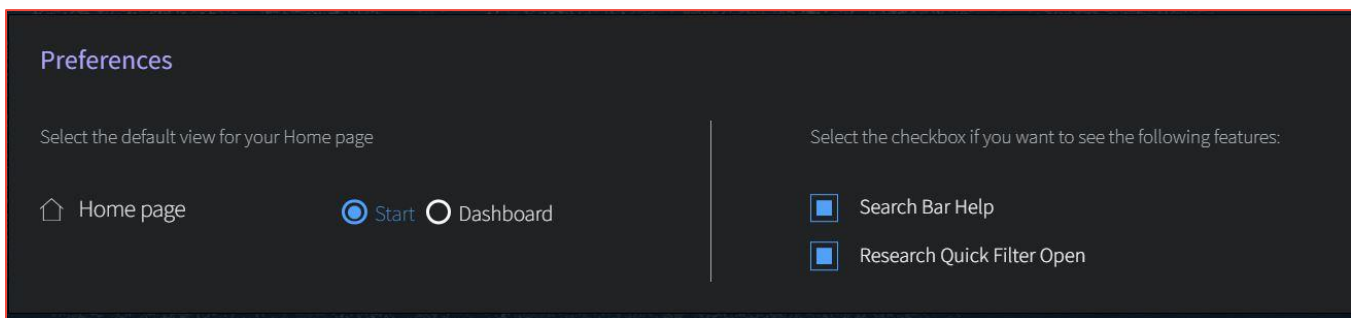 Preferences
Select the default view for your Home page
Home page
Start
Dashboard
Select the checkbox if you want to see the following features:
Search Bar Help
Research Quick Filter Open